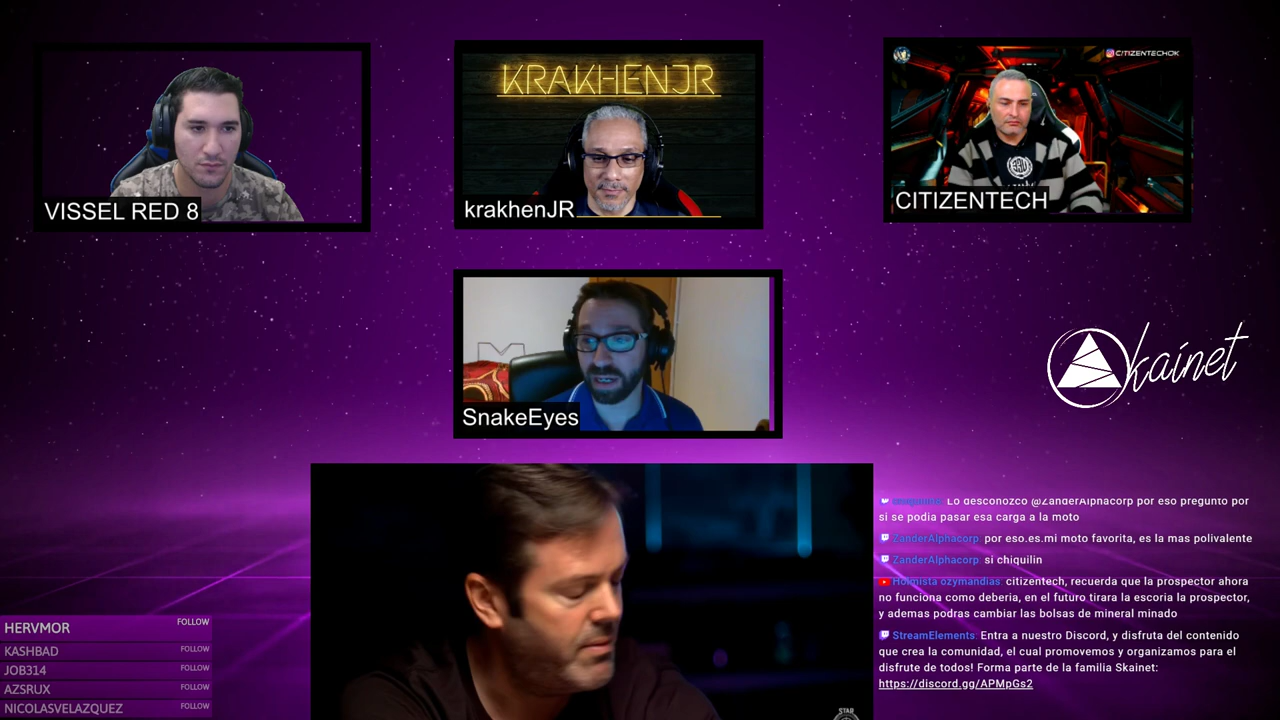 CITIZENTECHOK
KRAKHENJR
VISSEL RED 8
krakhenJR
CITIZENTECH
SnakeEyes
kainet
Lo desconozco @ZanderAlphacorp por eso pregunto por
si se podia pasar esa carga a la moto
ZanderAlphacorp: por eso.es.mi moto favorita, es la mas polivalente
ZanderAlphacorp: si chiquilin
Holmista ozymandias: citizentech, recuerda que la prospector ahora
no funciona como deberia, en el futuro tirara la escoria la prospector,
y ademas podras cambiar las bolsas de mineral minado
StreamElements: Entra a nuestro Discord, y disfruta del contenido
que crea la comunidad, el cual promovemos y organizamos para el
disfrute de todos! Forma parte de la familia Skainet:
https://discord.gg/APMpGs2
HERVMOR FOLLOW
KASHBAD FOLLOW
JOB314 FOLLOW
AZSRUX FOLLOW
NICOLASVELAZQUEZ FOLLOW
STAR